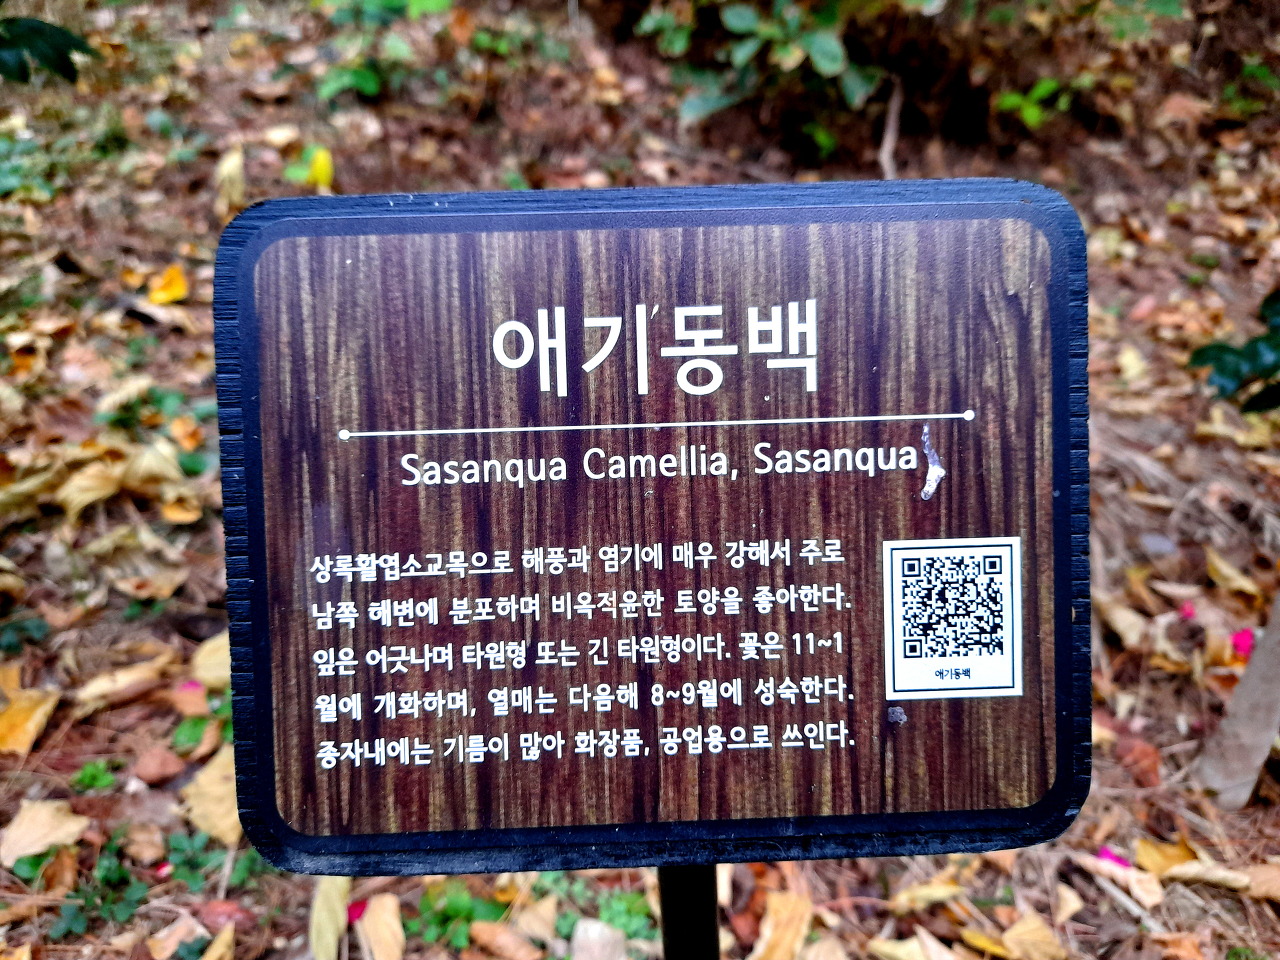 애기동백
Sasanqua Camellia, Sasanqua
상록활엽소교목으로 해풍과 염기에 매우 강해서 주로
남쪽 해변에 분포하며 비옥적윤한 토양을 좋아한다.
잎은 어긋나며 타원형 또는 긴 타원형이다. 꽃은 11~1
월에 개화하며, 열매는 다음해 8~9월에 성숙한다.
종자내에는 기름이 많아 화장품, 공업용으로 쓰인다.
애기동백